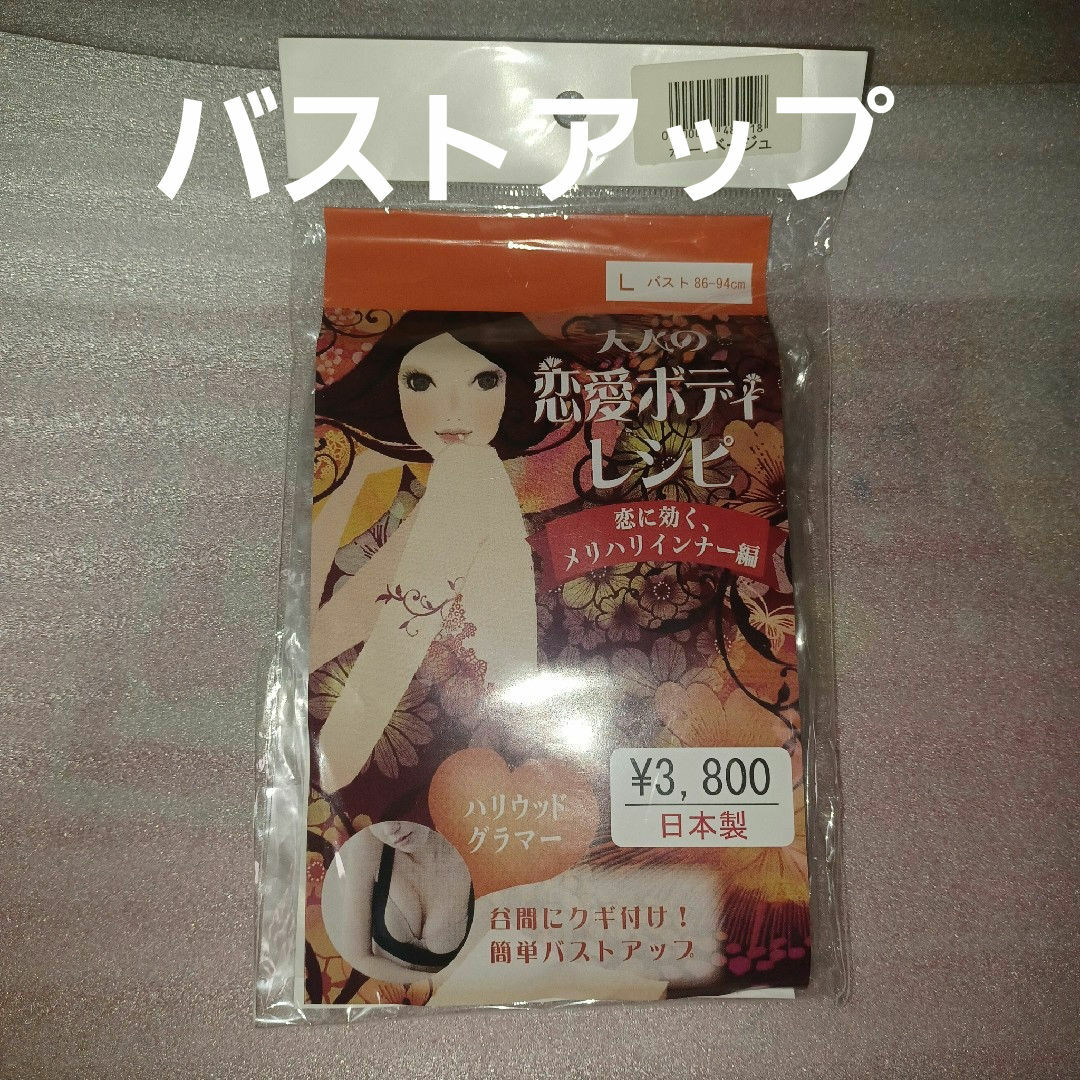 バストアップ
L バスト 86-94cm
大人の
恋愛ボディ
レシピ
恋に効く、
メリハリインナー編
¥3,800
日本製
ハリウッド
グラマー
谷間にクギ付け!
簡単バストアップ